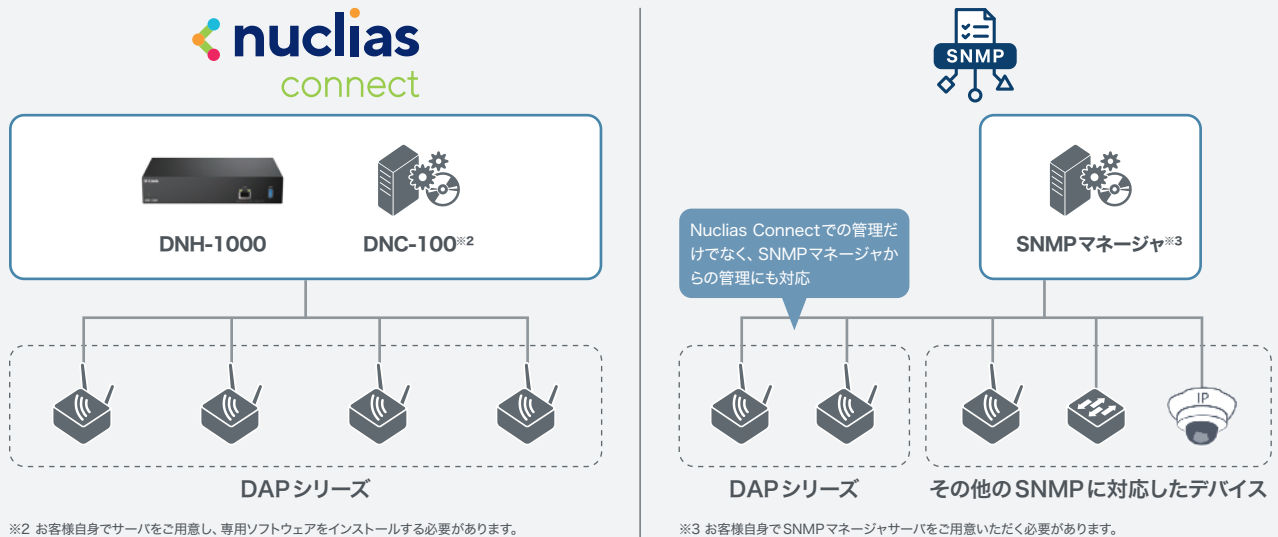 nuclias
connect
DNH-1000
DNC-100※2
DAPシリーズ
※2 お客様自身でサーバをご用意し、専用ソフトウェアをインストールする必要があります。
SNMP
Nuclias Connectでの管理だ
けでなく、SNMPマネージャか
らの管理にも対応
SNMPマネージャ※3
IP
DAPシリーズ
その他のSNMPに対応したデバイス
※3 お客様自身でSNMPマネージャサーバをご用意いただく必要があります。